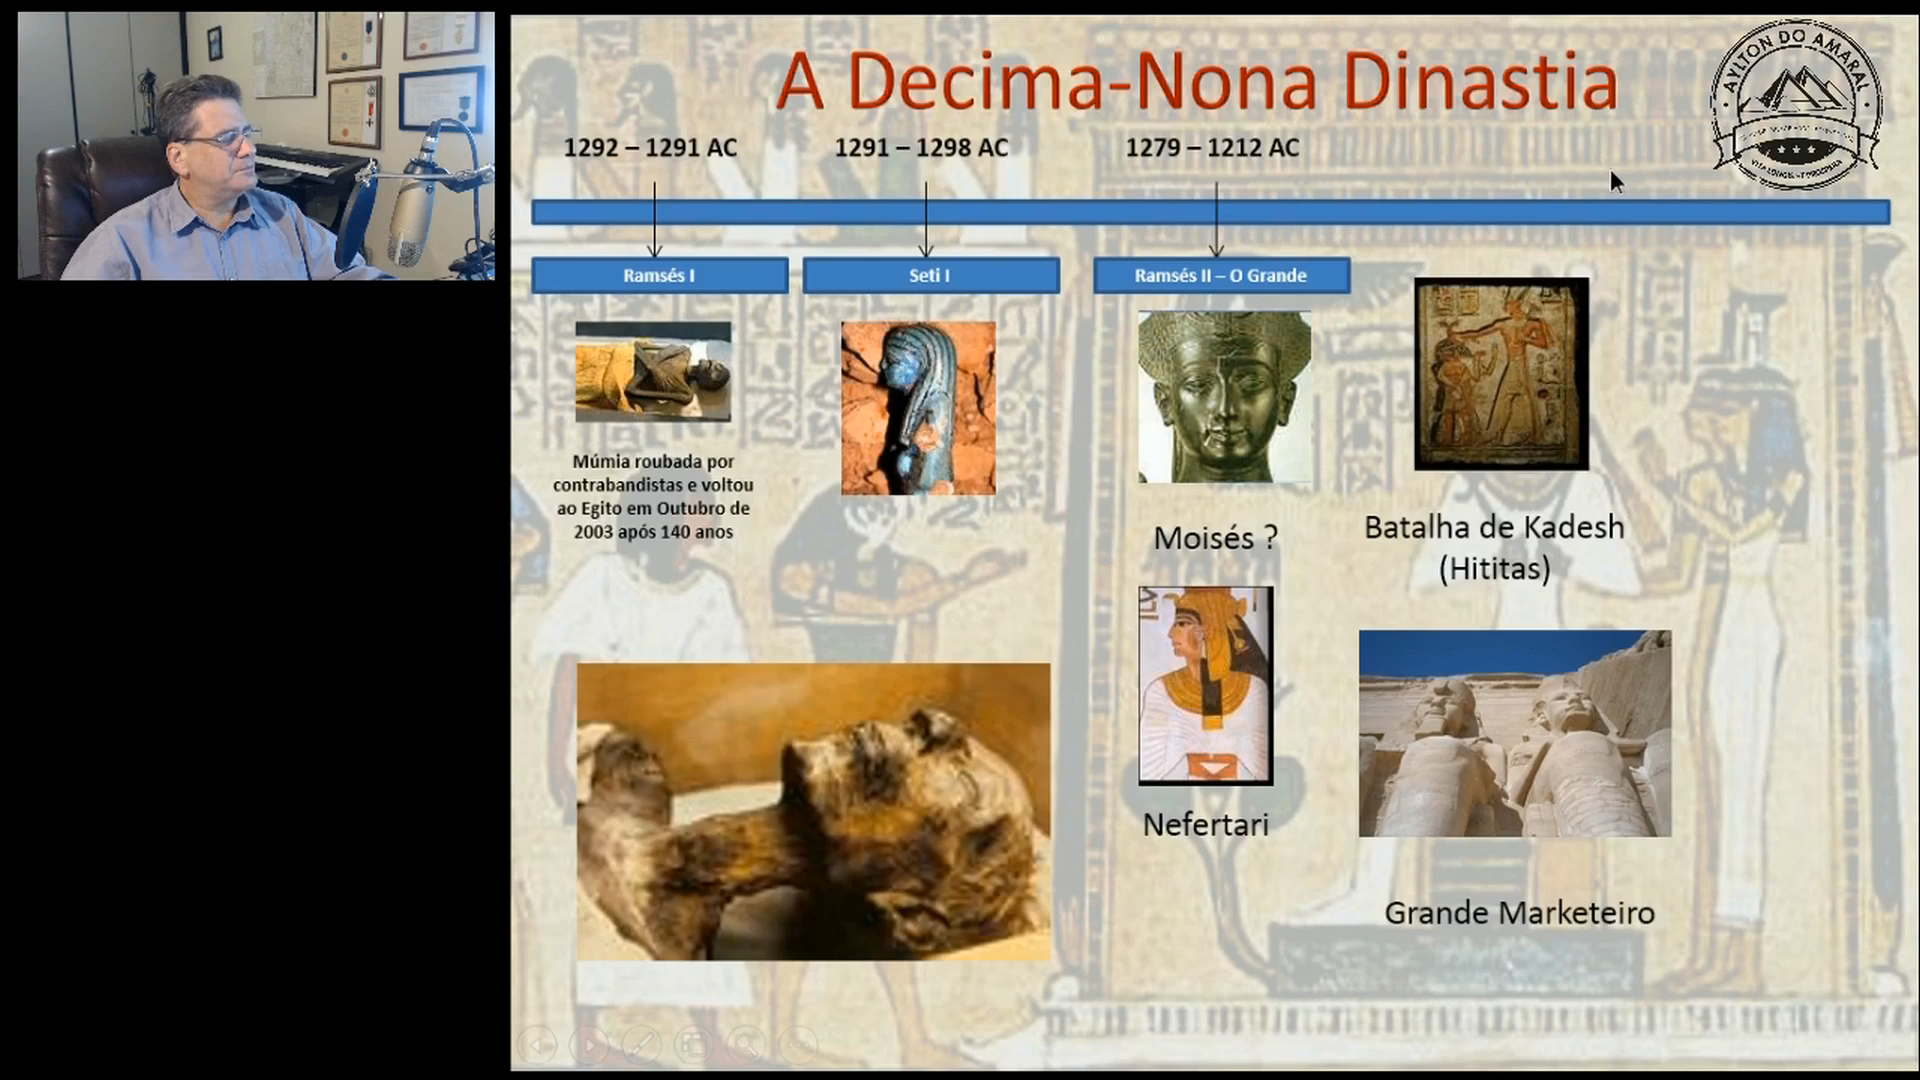 A Decima-Nona Dinastia
AYLTON DO AMARAL
1292 – 1291 AC
1291 – 1298 AC
1279 – 1212 AC
Ramsés I
Seti I
Ramsés II – O Grande
Múmia roubada por
contrabandistas e voltou
ao Egito em Outubro de
2003 após 140 anos
Moisés ?
Batalha de Kadesh
(Hititas)
Nefertari
Grande Marketeiro